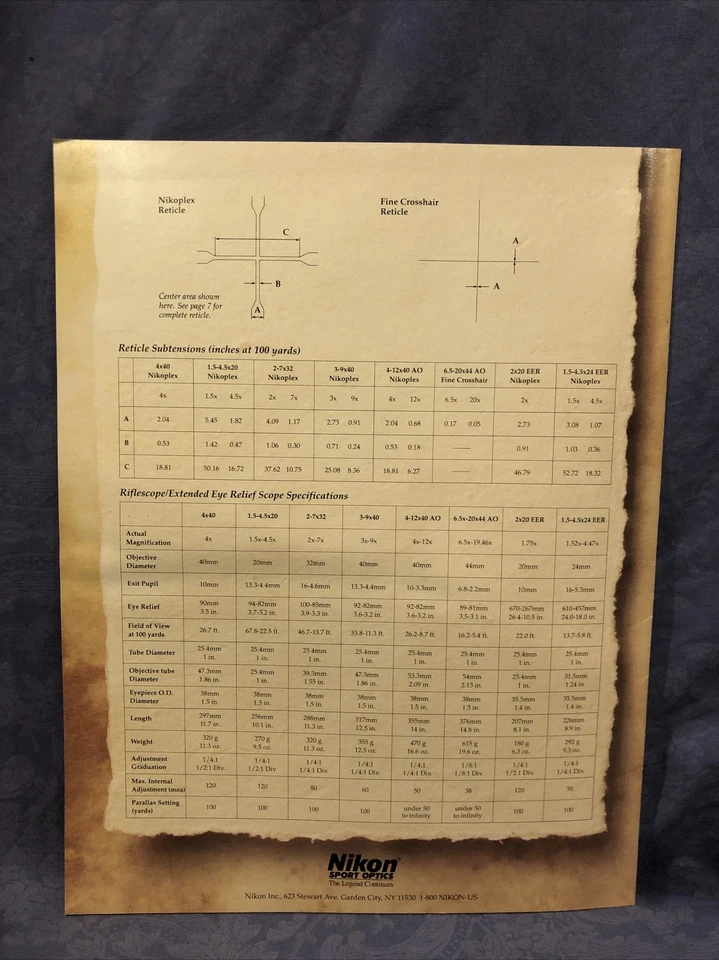 Nikoplex
Reticle
C
B
A
Center area shown
here. See page 7 for
complete reticle.
Fine Crosshair
Reticle
A
A
Reticle Subtensions (inches at 100 yards)
4x40 Nikoplex 1.5-4.5x20 Nikoplex 2-7x32 Nikoplex 3-9x40 Nikoplex 4-12x40 AO Nikoplex 6.5-20x44 AO Fine Crosshair 2x20 EER Nikoplex 1.5-4.5x24 EER Nikoplex
4x 1.5x 4.5x 2x 7x 3x 9x 4x 12x 6.5x 20x 2x 1.5x 4.5x
A 2.04 5.45 1.82 4.09 1.17 2.73 0.91 2.04 0.68 0.17 0.05 2.73 3.08 1.07
B 0.53 1.42 0.47 1.06 0.30 0.71 0.24 0.53 0.18 —— 0.91 1.03 0.36
C 18.81 50.16 16.72 37.62 10.75 25.08 8.36 18.81 6.27 —— 46.79 52.72 18.32
Riflescope/Extended Eye Relief Scope Specifications
4x40 1.5-4.5x20 2-7x32 3-9x40 4-12x40 AO 6.5x-20x44 AO 2x20 EER 1.5-4.5x24 EER
Actual Magnification 4x 1.5x-4.5x 2x-7x 3x-9x 4x-12x 6.5x-19.46x 1.75x 1.52x-4.47x
Objective Diameter 40mm 20mm 32mm 40mm 40mm 44mm 20mm 24mm
Exit Pupil 10mm 13.3-4.4mm 16-4.6mm 13.3-4.4mm 10-3.3mm 6.8-2.2mm 10mm 16-5.3mm
Eye Relief 90mm 3.5 in. 94-82mm 3.7-3.2 in. 100-85mm 3.9-3.3 in. 92-82mm 3.6-3.2 in. 92-82mm 3.6-3.2 in. 89-81mm 3.5-3.1 in. 670-267mm 26.4-10.5 in. 610-457mm 24.0-18.0 in.
Field of View at 100 yards 26.7 ft. 67.8-22.5 ft. 46.7-13.7 ft. 33.8-11.3 ft. 26.2-8.7 ft. 16.2-5.4 ft. 22.0 ft. 13.7-5.8 ft.
Tube Diameter 25.4mm 1 in. 25.4mm 1 in. 25.4mm 1 in. 25.4mm 1 in. 25.4mm 1 in. 25.4mm 1 in. 25.4mm 1 in. 25.4mm 1 in.
Objective tube Diameter 47.3mm 1.86 in. 25.4mm 1 in. 39.3mm 1.55 in. 47.3mm 1.86 in. 53.3mm 2.09 in. 54mm 2.13 in. 25.4mm 1 in. 31.5mm 1.24 in.
Eyepiece O.D. Diameter 38mm 1.5 in. 38mm 1.5 in. 38mm 1.5 in. 38mm 1.5 in. 38mm 1.5 in. 38mm 1.5 in. 35.5mm 1.4 in. 35.5mm 1.4 in.
Length 297mm 11.7 in. 256mm 10.1 in. 288mm 11.3 in. 317mm 12.5 in. 355mm 14 in. 376mm 14.8 in. 207mm 8.1 in. 226mm 8.9 in.
Weight 320 g 11.3 oz. 270 g 9.5 oz. 320 g 11.3 oz. 355 g 12.5 oz. 470 g 16.6 oz. 615 g 19.6 oz. 180 g 6.3 oz. 292 g 9.3 oz.
Adjustment Graduation 1/4:1 1/2:1 Div. 1/4:1 1/2:1 Div. 1/4:1 1/4:1 Div. 1/4:1 1/4:1 Div. 1/4:1 1/4:1 Div. 1/8:1 1/8:1 Div. 1/4:1 1/2:1 Div. 1/4:1 1/4:1 Div.
Max. Internal Adjustment (moa) 120 120 80 60 50 38 120 50
Parallax Setting (yards) 100 100 100 100 under 50 to infinity under 50 to infinity 100 100
Nikon
SPORT OPTICS
The Legend Continues
Nikon Inc., 623 Stewart Ave. Garden City, NY 11530 1-800 NIKON-US